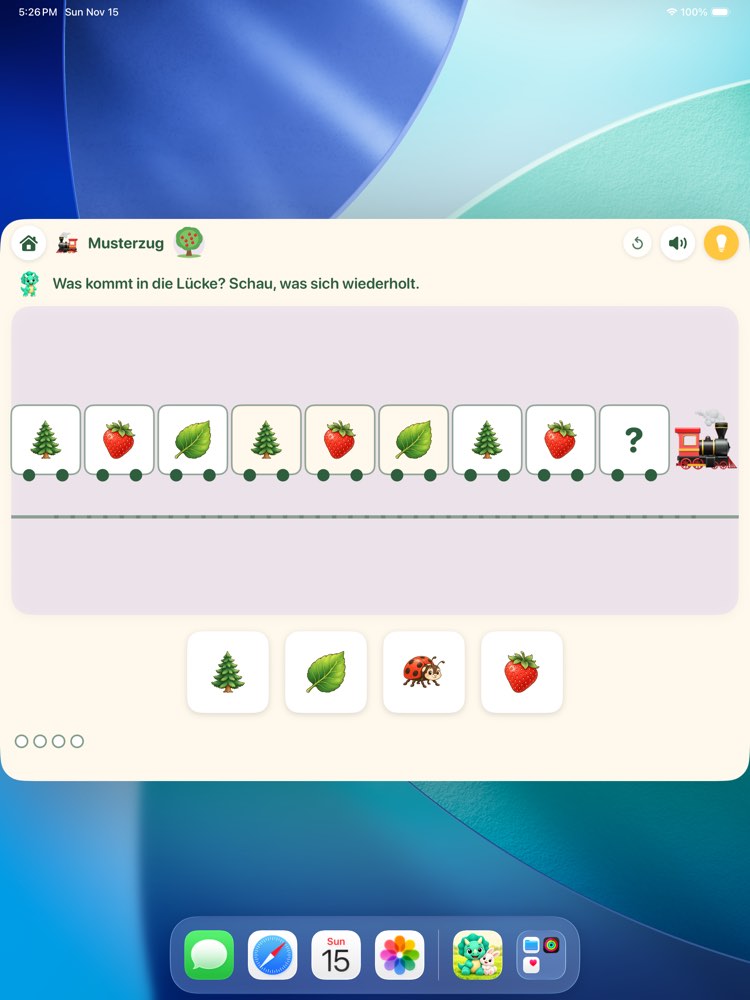 5:26 PM Sun Nov 15
100%
Musterzug
Was kommt in die Lücke? Schau, was sich wiederholt.
?
Sun
15